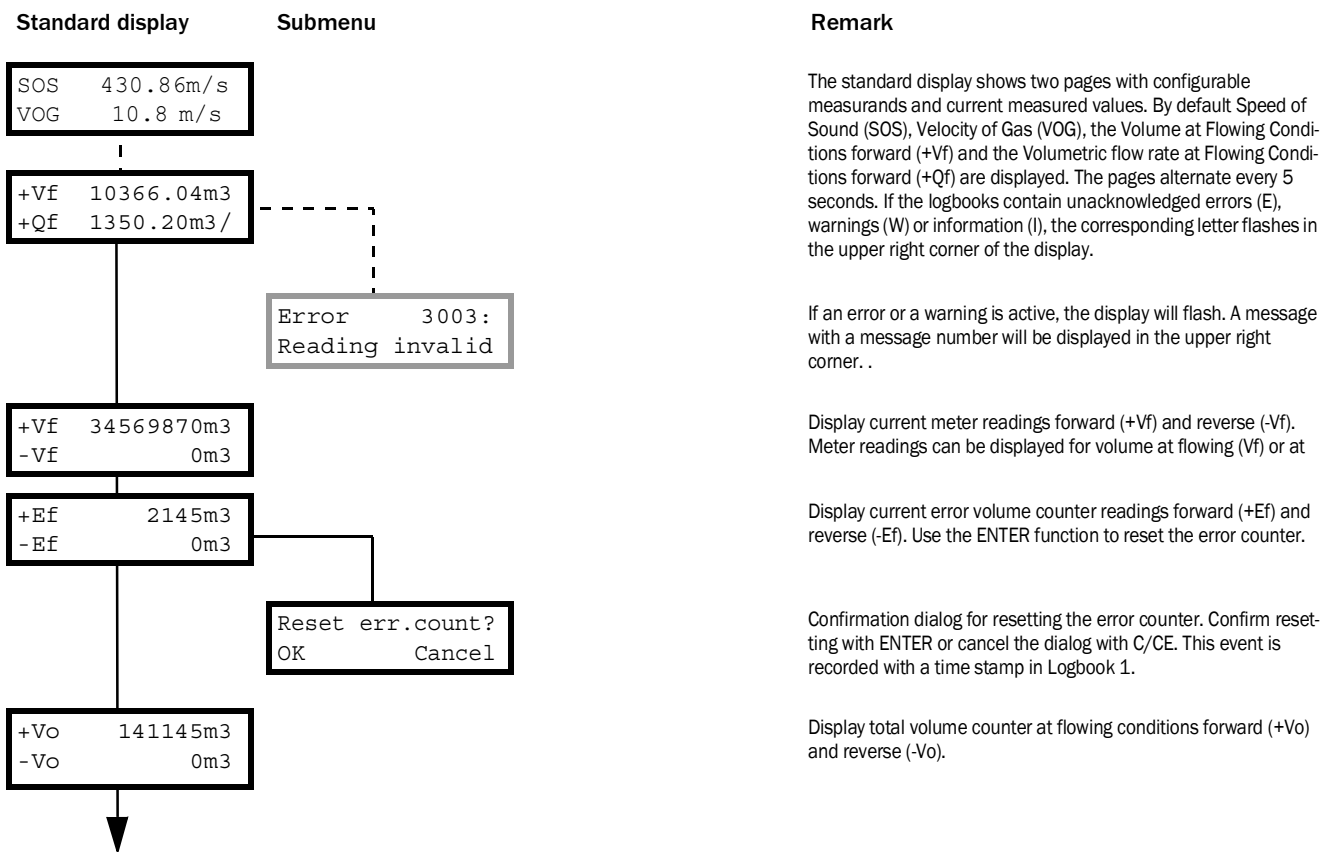 Standard display Submenu Remark
SOS 430.86m/s
VOG 10.8 m/s
The standard display shows two pages with configurable
measurands and current measured values. By default Speed of
Sound (SOS), Velocity of Gas (VOG), the Volume at Flowing Condi-
tions forward (+Vf) and the Volumetric flow rate at Flowing Condi-
tions forward (+Qf) are displayed. The pages alternate every 5
seconds. If the logbooks contain unacknowledged errors (E),
warnings (W) or information (I), the corresponding letter flashes in
the upper right corner of the display.
+Vf 10366.04m3
+Qf 1350.20m3/
Error 3003:
Reading invalid
If an error or a warning is active, the display will flash. A message
with a message number will be displayed in the upper right
corner. .
+Vf 34569870m3
-Vf 0m3
Display current meter readings forward (+Vf) and reverse (-Vf).
Meter readings can be displayed for volume at flowing (Vf) or at
+Ef 2145m3
-Ef 0m3
Display current error volume counter readings forward (+Ef) and
reverse (-Ef). Use the ENTER function to reset the error counter.
Reset err.count?
OK Cancel
Confirmation dialog for resetting the error counter. Confirm reset-
ting with ENTER or cancel the dialog with C/CE. This event is
recorded with a time stamp in Logbook 1.
+Vo 141145m3
-Vo 0m3
Display total volume counter at flowing conditions forward (+Vo)
and reverse (-Vo).